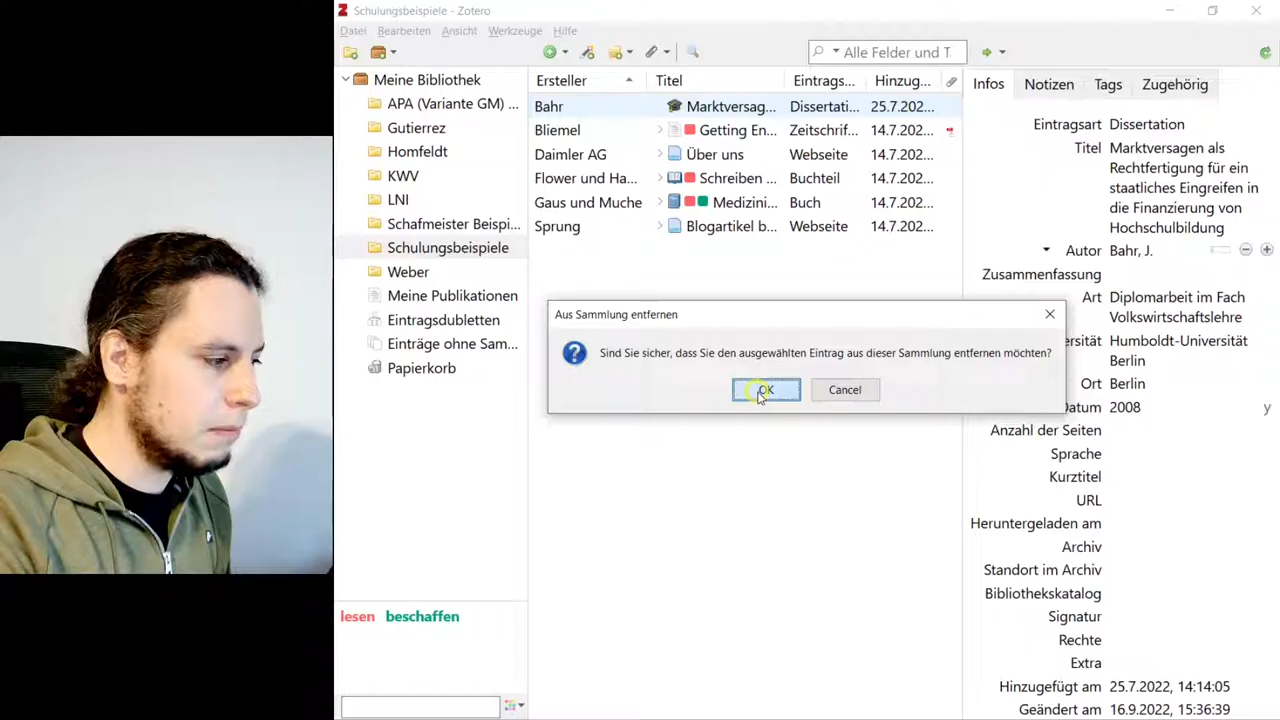 Schulungsbeispiele - Zotero
Datei Bearbeiten Ansicht Werkzeuge Hilfe
Alle Felder und T
Meine Bibliothek
APA (Variante GM) ...
Gutierrez
Homfeldt
KWV
LNI
Schafmeister Beispi...
Schulungsbeispiele
Weber
Meine Publikationen
Eintragsdubletten
Einträge ohne Sam...
Papierkorb
lesen beschaffen
Ersteller Titel Eintrags... Hinzug...
Bahr Marktversag... Dissertati... 25.7.202...
Bliemel Getting En... Zeitschrif... 14.7.202...
Daimler AG Über uns Webseite 14.7.202...
Flower und Ha... Schreiben ... Buchteil 14.7.202...
Gaus und Muche Medizini... Buch 14.7.202...
Sprung Blogartikel b... Webseite 14.7.202...
Aus Sammlung entfernen
Sind Sie sicher, dass Sie den ausgewählten Eintrag aus dieser Sammlung entfernen möchten?
OK Cancel
Infos Notizen Tags Zugehörig
Eintragsart Dissertation
Titel Marktversagen als
Rechtfertigung für ein
staatliches Eingreifen in
die Finanzierung von
Hochschulbildung
Autor Bahr, J.
Zusammenfassung
Art Diplomarbeit im Fach
Volkswirtschaftslehre
ersität Humboldt-Universität
Berlin
Ort Berlin
Datum 2008 y
Anzahl der Seiten
Sprache
Kurztitel
URL
Heruntergeladen am
Archiv
Standort im Archiv
Bibliothekskatalog
Signatur
Rechte
Extra
Hinzugefügt am 25.7.2022, 14:14:05
Geändert am 16.9.2022, 15:36:39